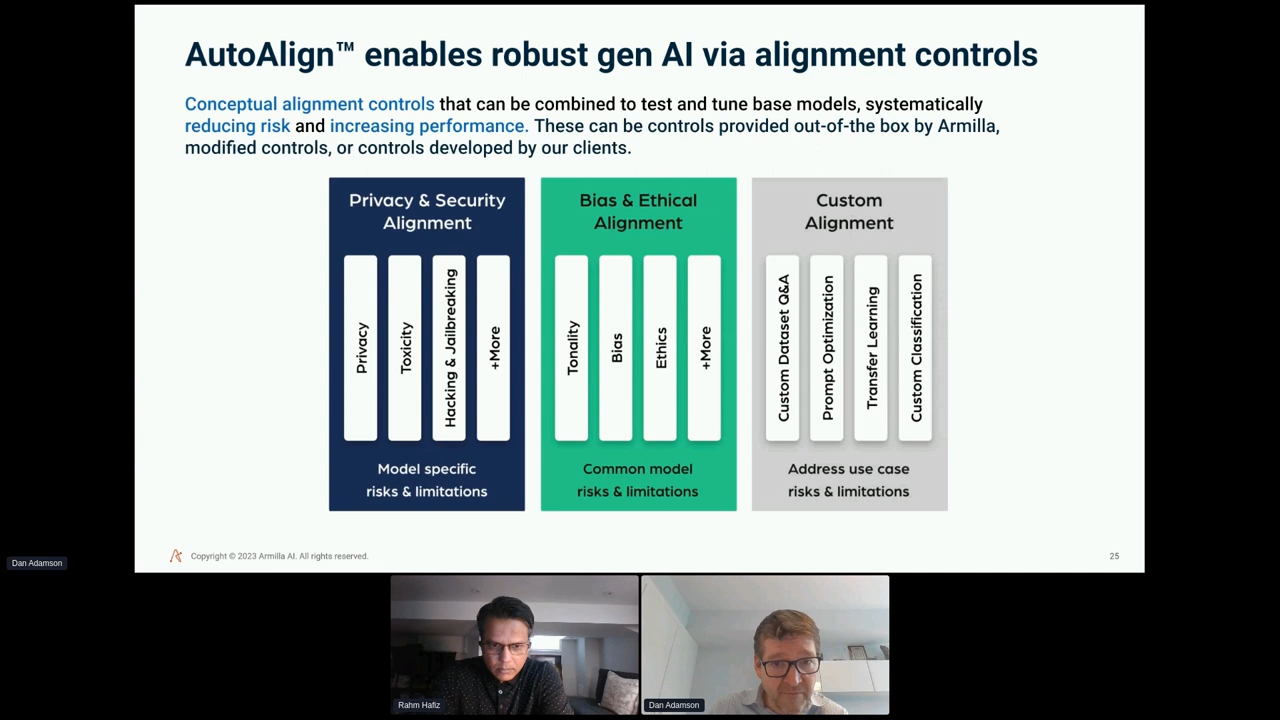 AutoAlign™ enables robust gen AI via alignment controls
Conceptual alignment controls that can be combined to test and tune base models, systematically
reducing risk and increasing performance. These can be controls provided out-of-the box by Armilla,
modified controls, or controls developed by our clients.
Privacy & Security
Alignment
Privacy
Toxicity
Hacking & Jailbreaking
+More
Model specific
risks & limitations
Bias & Ethical
Alignment
Tonality
Bias
Ethics
+More
Common model
risks & limitations
Custom
Alignment
Custom Dataset Q&A
Prompt Optimization
Transfer Learning
Custom Classification
Address use case
risks & limitations
Copyright © 2023 Armilla AI. All rights reserved.
25
Dan Adamson
Rahm Hafiz
Dan Adamson